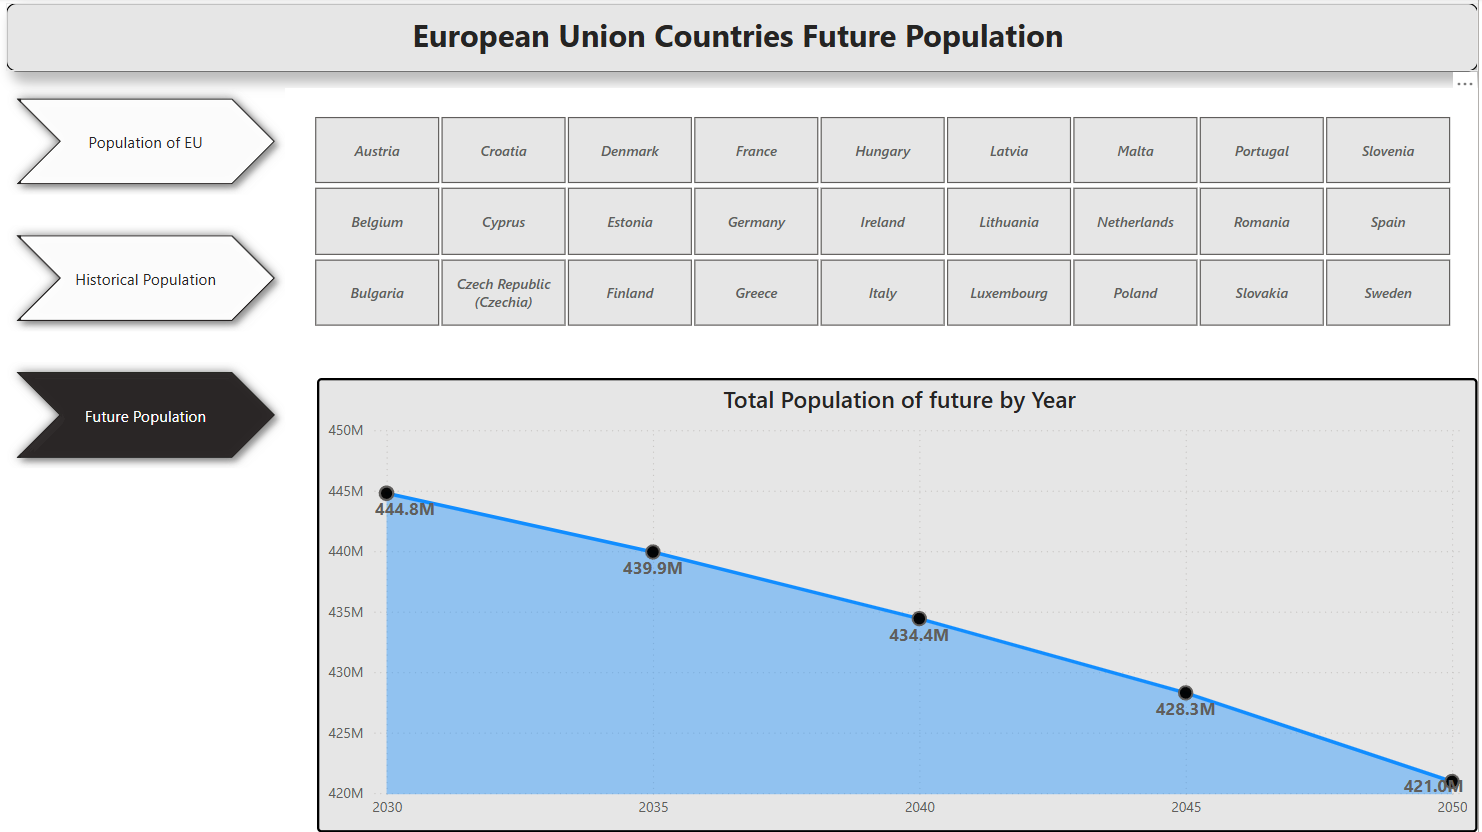 European Union Countries Future Population
Population of EU
Historical Population
Future Population
Austria
Croatia
Denmark
France
Hungary
Latvia
Malta
Portugal
Slovenia
Belgium
Cyprus
Estonia
Germany
Ireland
Lithuania
Netherlands
Romania
Spain
Bulgaria
Czech Republic
(Czechia)
Finland
Greece
Italy
Luxembourg
Poland
Slovakia
Sweden
Total Population of future by Year
450M
445M
440M
435M
430M
425M
420M
444.8M
439.9M
434.4M
428.3M
421.0M
2030
2035
2040
2045
2050